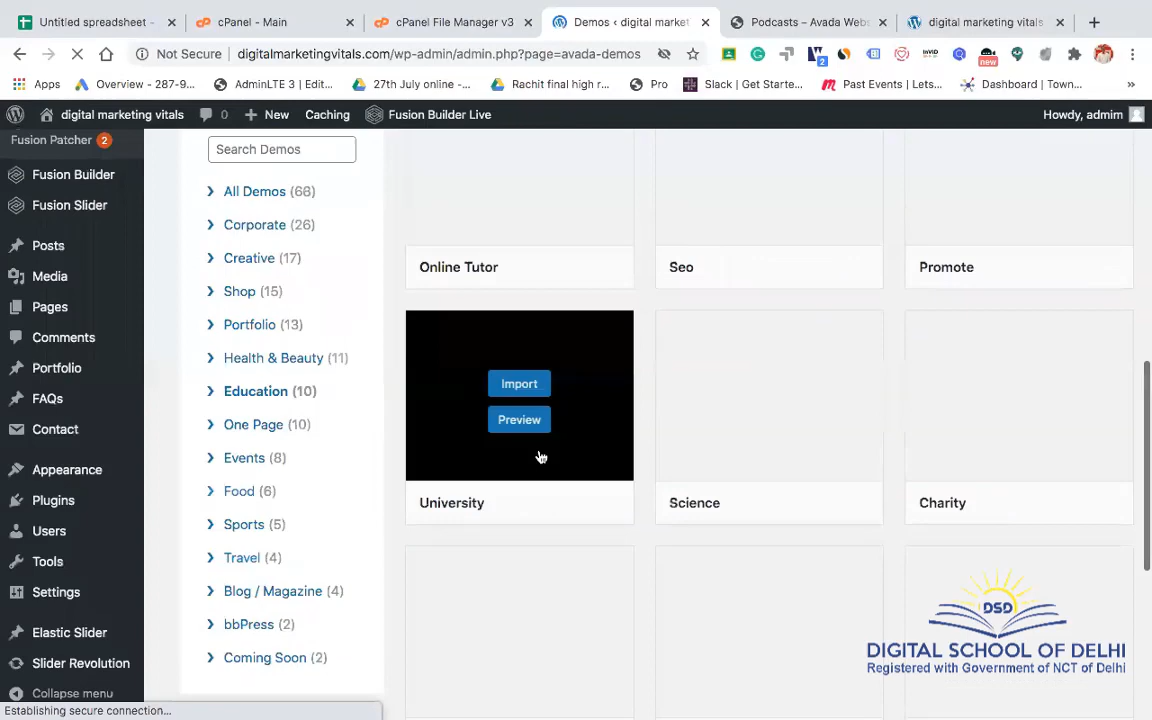 Untitled spreadsheet -
cPanel - Main
cPanel File Manager v3
Demos ‹ digital market
Podcasts – Avada Webs
digital marketing vitals
Not Secure
digitalmarketingvitals.com/wp-admin/admin.php?page=avada-demos
2
InVID
new
Apps
Overview - 287-9...
AdminLTE 3 | Edit...
27th July online -...
Rachit final high r...
Pro
Slack | Get Starte...
Past Events | Lets...
Dashboard | Town...
»
digital marketing vitals
0
New
Caching
Fusion Builder Live
Howdy, admim
Fusion Patcher 2
Fusion Builder
Fusion Slider
Posts
Media
Pages
Comments
Portfolio
FAQs
Contact
Appearance
Plugins
Users
Tools
Settings
Elastic Slider
Slider Revolution
Collapse menu
Search Demos
All Demos (68)
Corporate (26)
Creative (17)
Shop (15)
Portfolio (13)
Health & Beauty (11)
Education (10)
One Page (10)
Events (8)
Food (6)
Sports (5)
Travel (4)
Blog / Magazine (4)
bbPress (2)
Coming Soon (2)
Online Tutor
Seo
Promote
Import
Preview
University
Science
Charity
DSD
DIGITAL SCHOOL OF DELHI
Registered with Government of NCT of Delhi
Establishing secure connection...